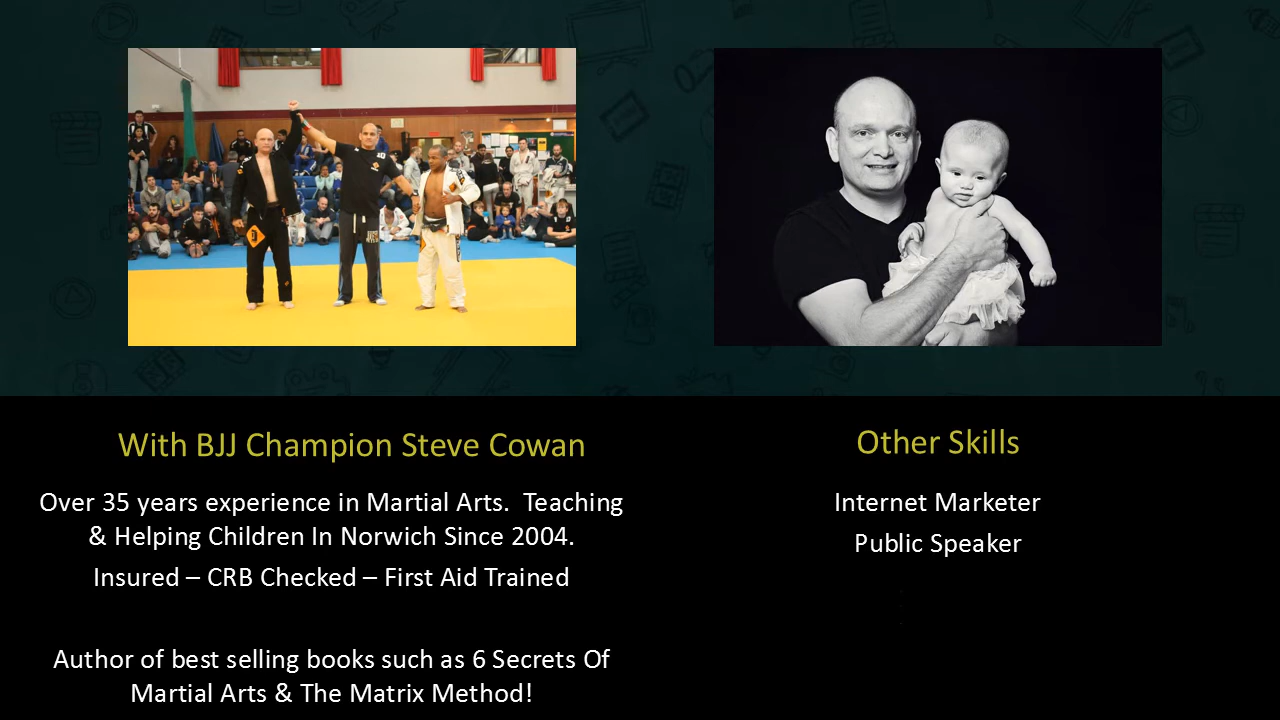 With BJJ Champion Steve Cowan
Over 35 years experience in Martial Arts.  Teaching
& Helping Children In Norwich Since 2004.
Insured – CRB Checked – First Aid Trained
Author of best selling books such as 6 Secrets Of
Martial Arts & The Matrix Method!
Other Skills
Internet Marketer
Public Speaker